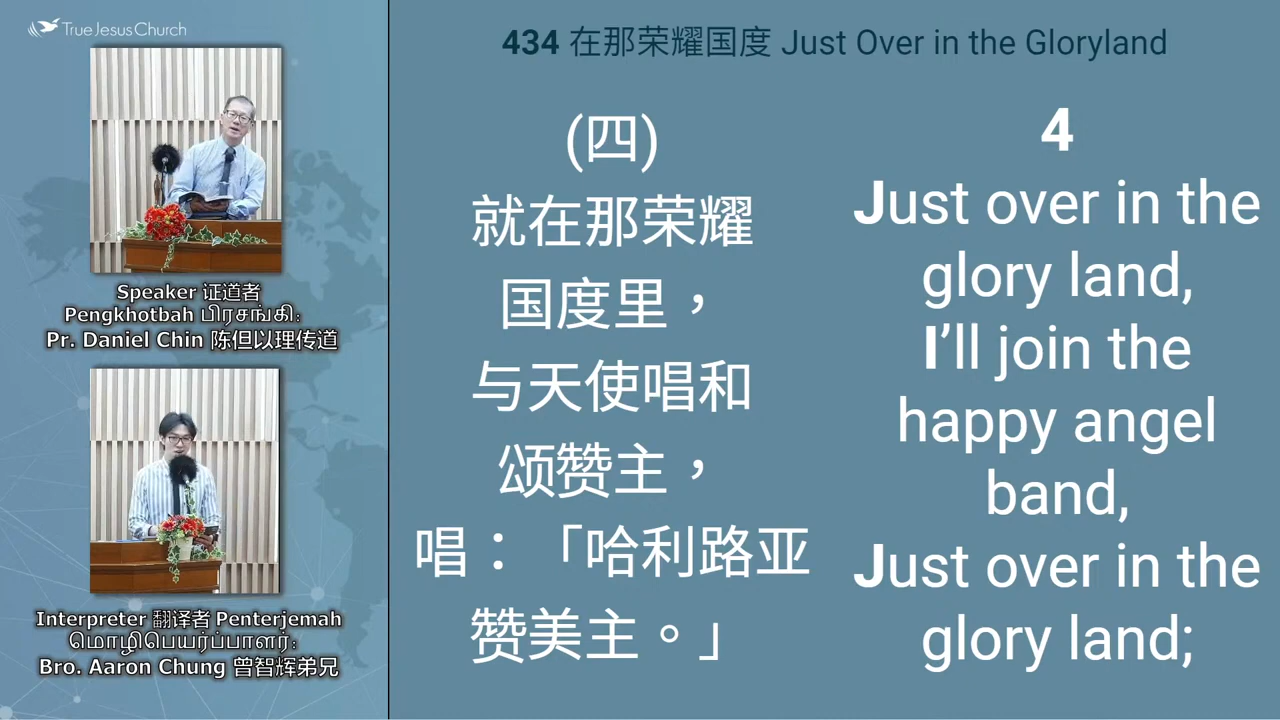 True Jesus Church
Speaker 证道者
Pengkhotbah பிரசங்கி:
Pr. Daniel Chin 陈但以理传道
Interpreter 翻译者 Penterjemah
மொழிபெயர்ப்பாளர்:
Bro. Aaron Chung 曾智辉弟兄
434 在那荣耀国度 Just Over in the Gloryland
(四)
就在那荣耀
国度里，
与天使唱和
颂赞主，
唱：「哈利路亚
赞美主。」
4
Just over in the
glory land,
I’ll join the
happy angel
band,
Just over in the
glory land;